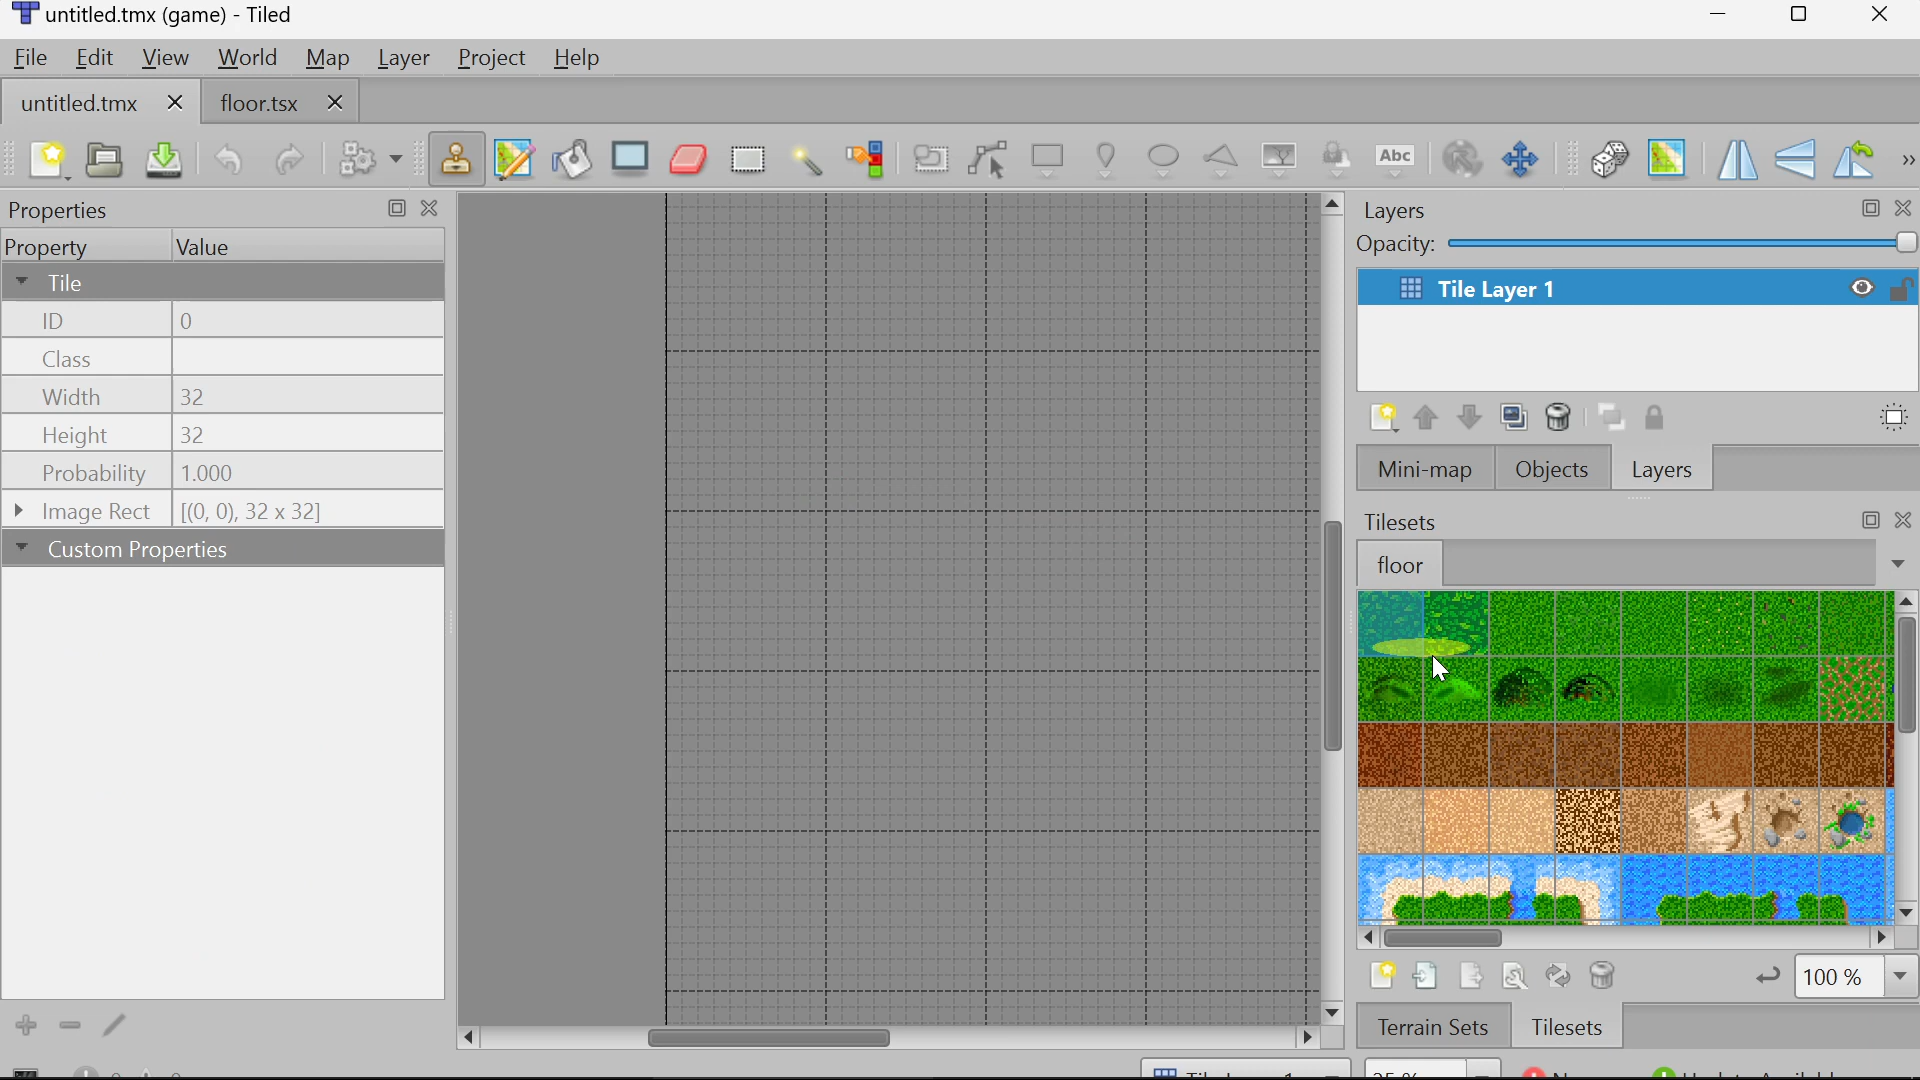 untitled.tmx (game) - Tiled
File Edit View World Map Layer Project Help
untitled.tmx floor.tsx
Abc
Properties
Property Value
Tile
ID 0
Class
Width 32
Height 32
Probability 1.000
Image Rect [(0, 0), 32 x 32]
Custom Properties
Layers
Opacity:
Tile Layer 1
Mini-map Objects Layers
Tilesets
floor
100 %
Terrain Sets Tilesets